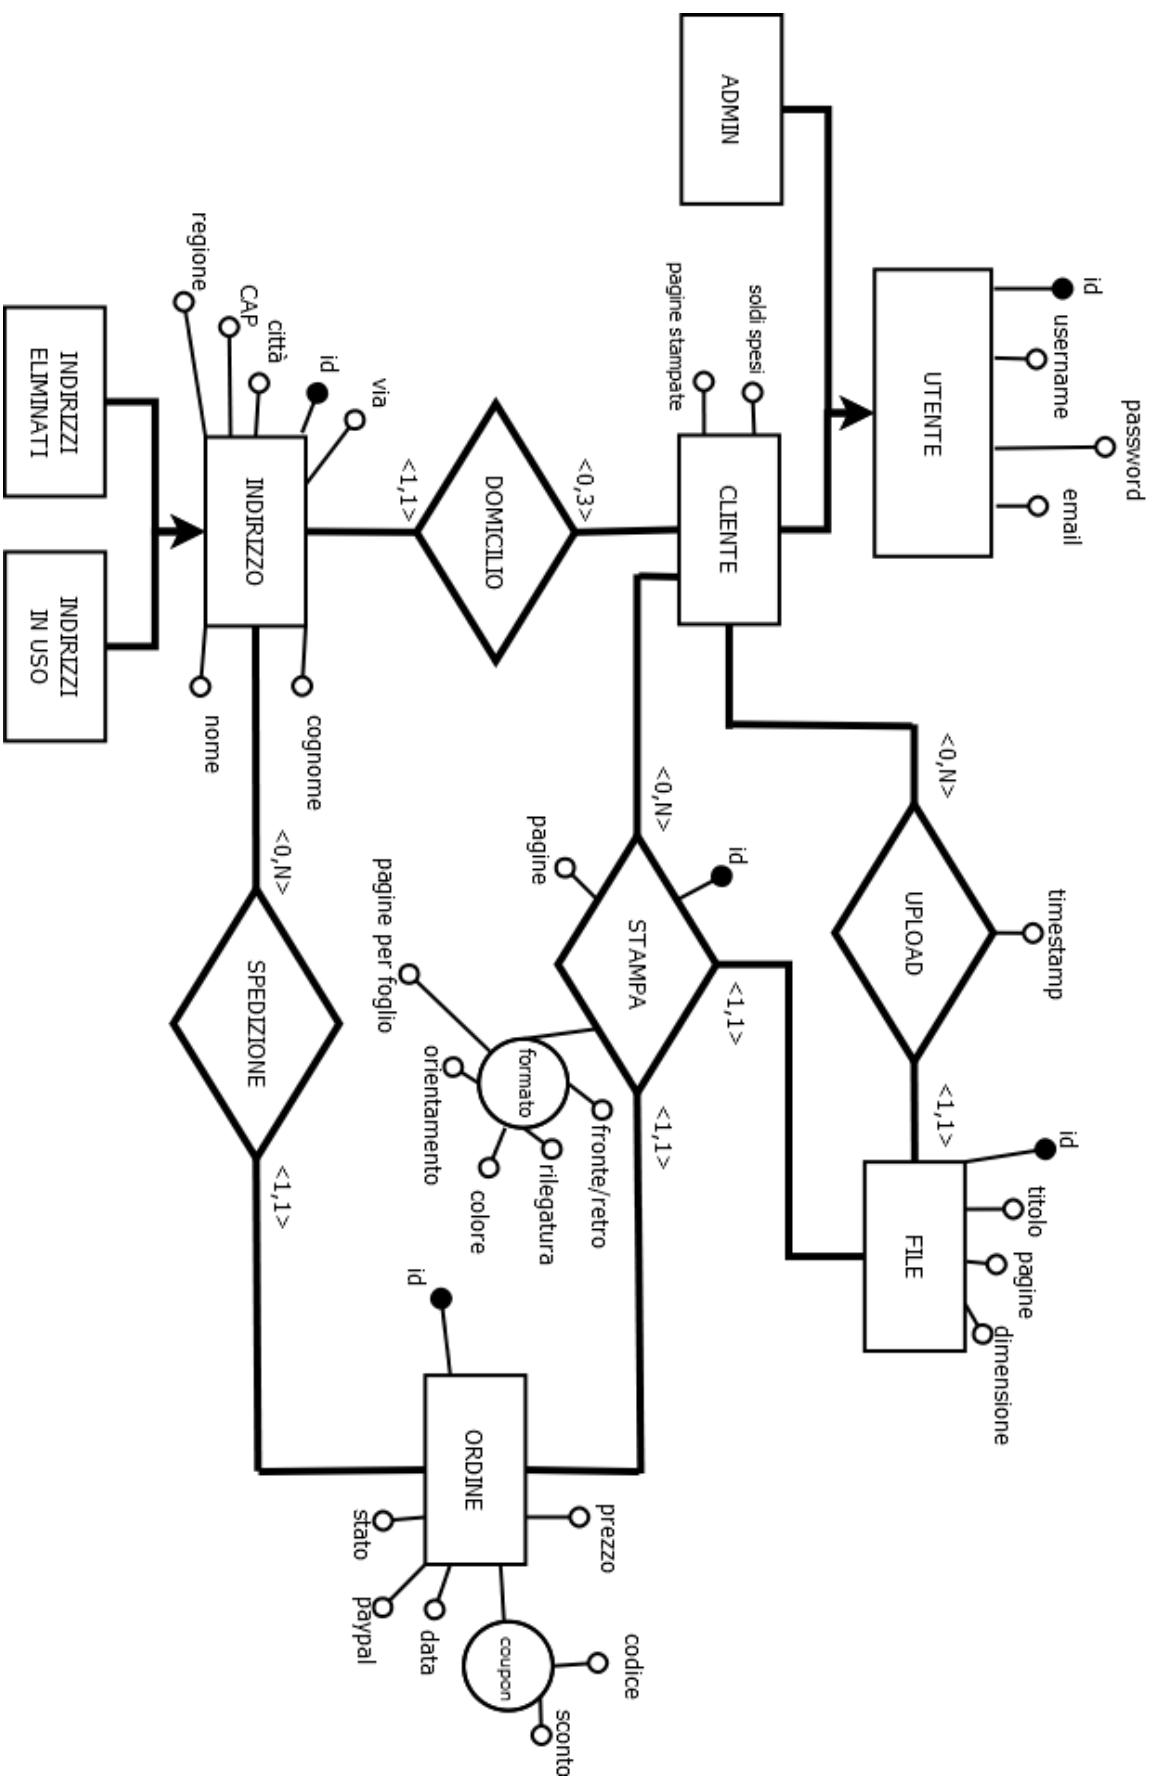 id
username
password
email
UTENTE
ADMIN
soldi spesi
pagine stampate
CLIENTE
<0,3>
DOMICILIO
<1,1>
via
id
città
CAP
regione
INDIRIZZO
cognome
nome
INDIRIZZI
ELIMINATI
INDIRIZZI
IN USO
<0,N>
UPLOAD
timestamp
<1,1>
id
titolo
pagine
dimensione
FILE
<0,N>
id
pagine
STAMPA
<1,1>
<1,1>
formato
pagine per foglio
orientamento
colore
rilegatura
fronte/retro
<0,N>
SPEDIZIONE
<1,1>
id
ORDINE
prezzo
stato
paypal
data
coupon
codice
sconto